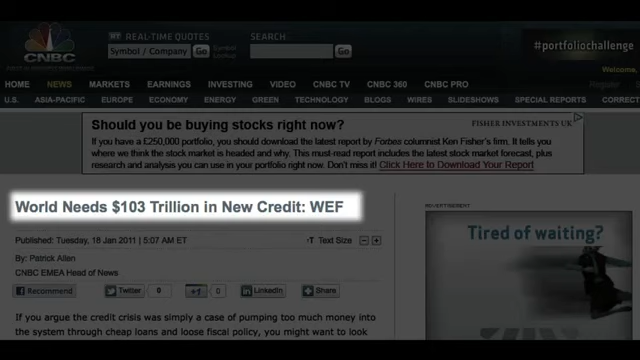 RT REAL-TIME QUOTES
SEARCH
Symbol / Company
Go
Symbol
Lookup
Go
#portfoliochallenge
CNBC
Welcome.
Register
HOME NEWS MARKETS EARNINGS INVESTING VIDEO CNBC TV CNBC 360 CNBC PRO
U.S. ASIA-PACIFIC EUROPE ECONOMY ENERGY GREEN TECHNOLOGY BLOGS WIRES SLIDESHOWS SPECIAL REPORTS CORRECT
Should you be buying stocks right now?
FISHER INVESTMENTS UK
If you have a £250,000 portfolio, you should download the latest report by Forbes columnist Ken Fisher's firm. It tells you
where we think the stock market is headed and why. This must-read report includes the latest stock market forecast, plus
research and analysis you can use in your portfolio right now. Don't miss it! Click Here to Download Your Report
World Needs $103 Trillion in New Credit: WEF
ADVERTISEMENT
Published: Tuesday, 18 Jan 2011 | 5:07 AM ET
Text Size
By: Patrick Allen
CNBC EMEA Head of News
Recommend
Twitter 0
+1 0
LinkedIn
Share
Tired of waiting?
If you argue the credit crisis was simply a case of pumping too much money into
the system through cheap loans and loose fiscal policy, you might want to look